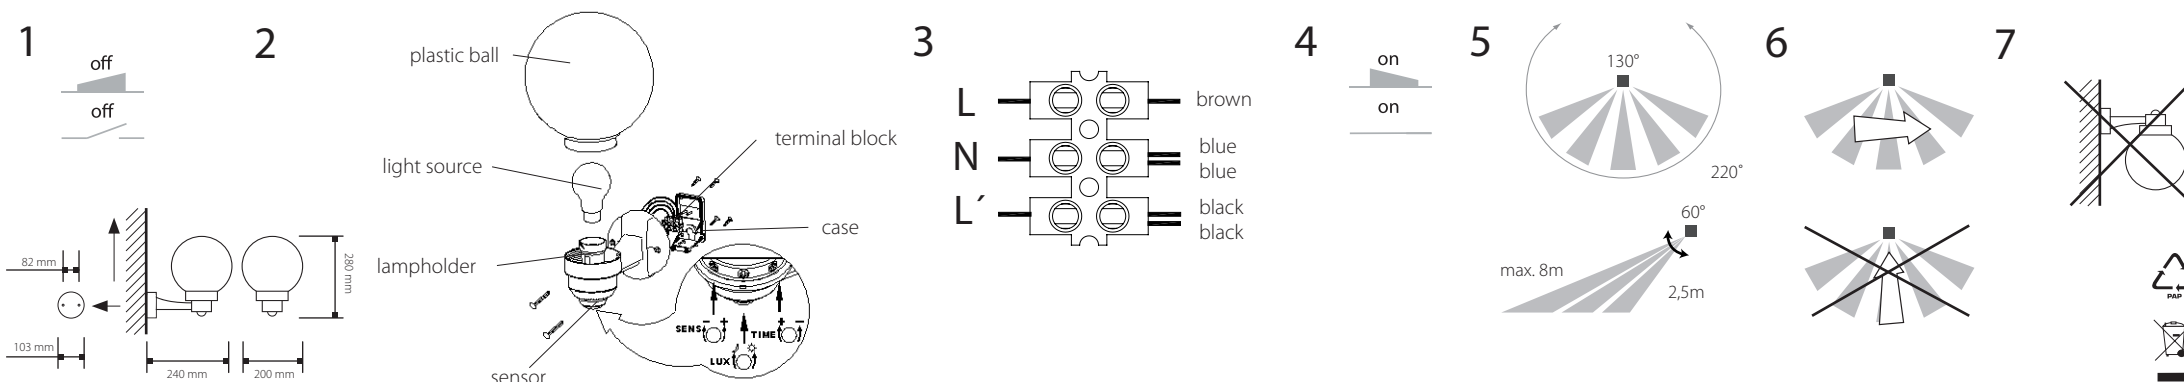 1
off
off
82 mm
103 mm
240 mm
200 mm
280 mm
2
plastic ball
light source
lampholder
sensor
terminal block
case
SENS
- +
LUX
TIME
+ -
3
L
brown
N
blue
blue
L´
black
black
4
on
on
5
130°
220°
60°
max. 8m
2,5m
6
7
PAP